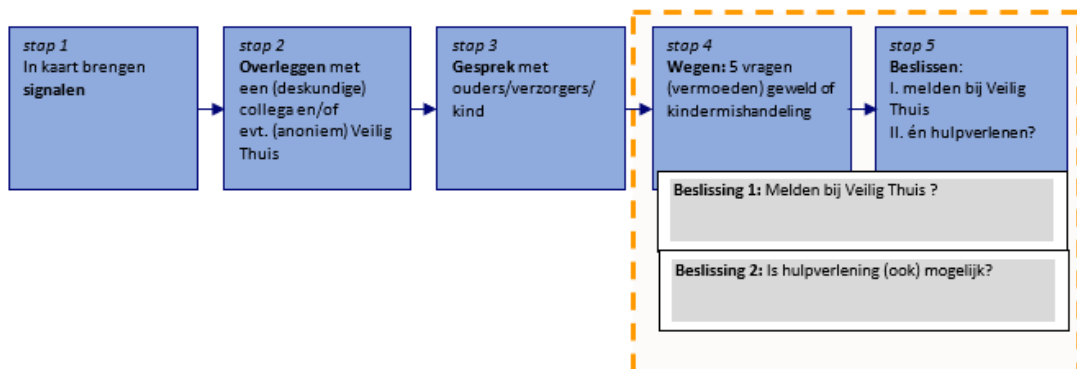 stap 1
In kaart brengen
signalen
stap 2
Overleggen met
een (deskundige)
collega en/of
evt. (anoniem) Veilig
Thuis
stap 3
Gesprek met
ouders/verzorgers/
kind
stap 4
Wegen: 5 vragen
(vermoeden) geweld of
kindermishandeling
stap 5
Beslissen:
I. melden bij Veilig
Thuis
II. én hulpverlenen?
Beslissing 1: Melden bij Veilig Thuis ?
Beslissing 2: Is hulpverlening (ook) mogelijk?